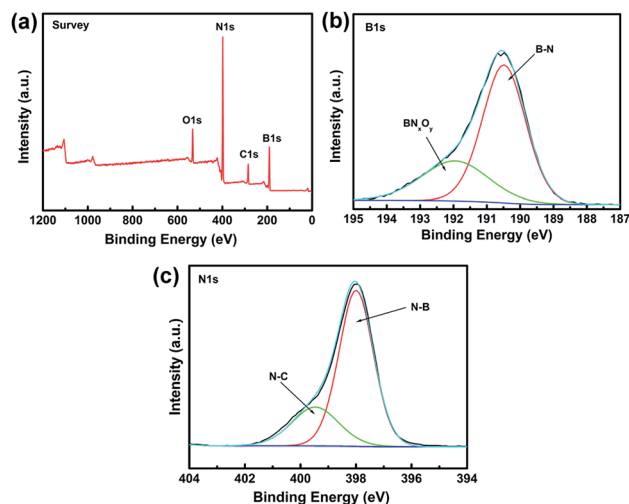 (a)
Survey
N1s
O1s
C1s
B1s
Intensity (a.u.)
1200 1000 800 600 400 200 0
Binding Energy (eV)
(b)
B1s
B-N
BNxOy
Intensity (a.u.)
195 194 193 192 191 190 189 188 187
Binding Energy (eV)
(c)
N1s
N-B
N-C
Intensity (a.u.)
404 402 400 398 396 394
Binding Energy (eV)